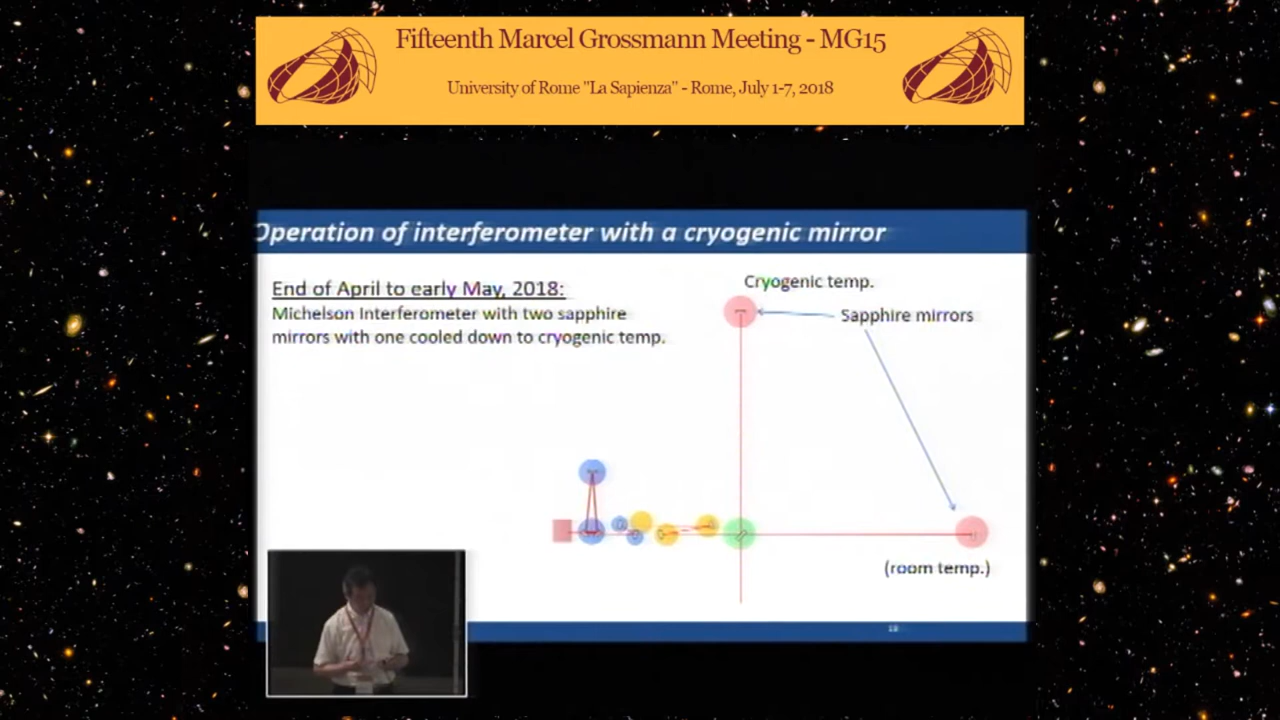 Fifteenth Marcel Grossmann Meeting - MG15
University of Rome "La Sapienza" - Rome, July 1-7, 2018
Operation of interferometer with a cryogenic mirror
End of April to early May, 2018:
Michelson Interferometer with two sapphire
mirrors with one cooled down to cryogenic temp.
Cryogenic temp.
Sapphire mirrors
(room temp.)